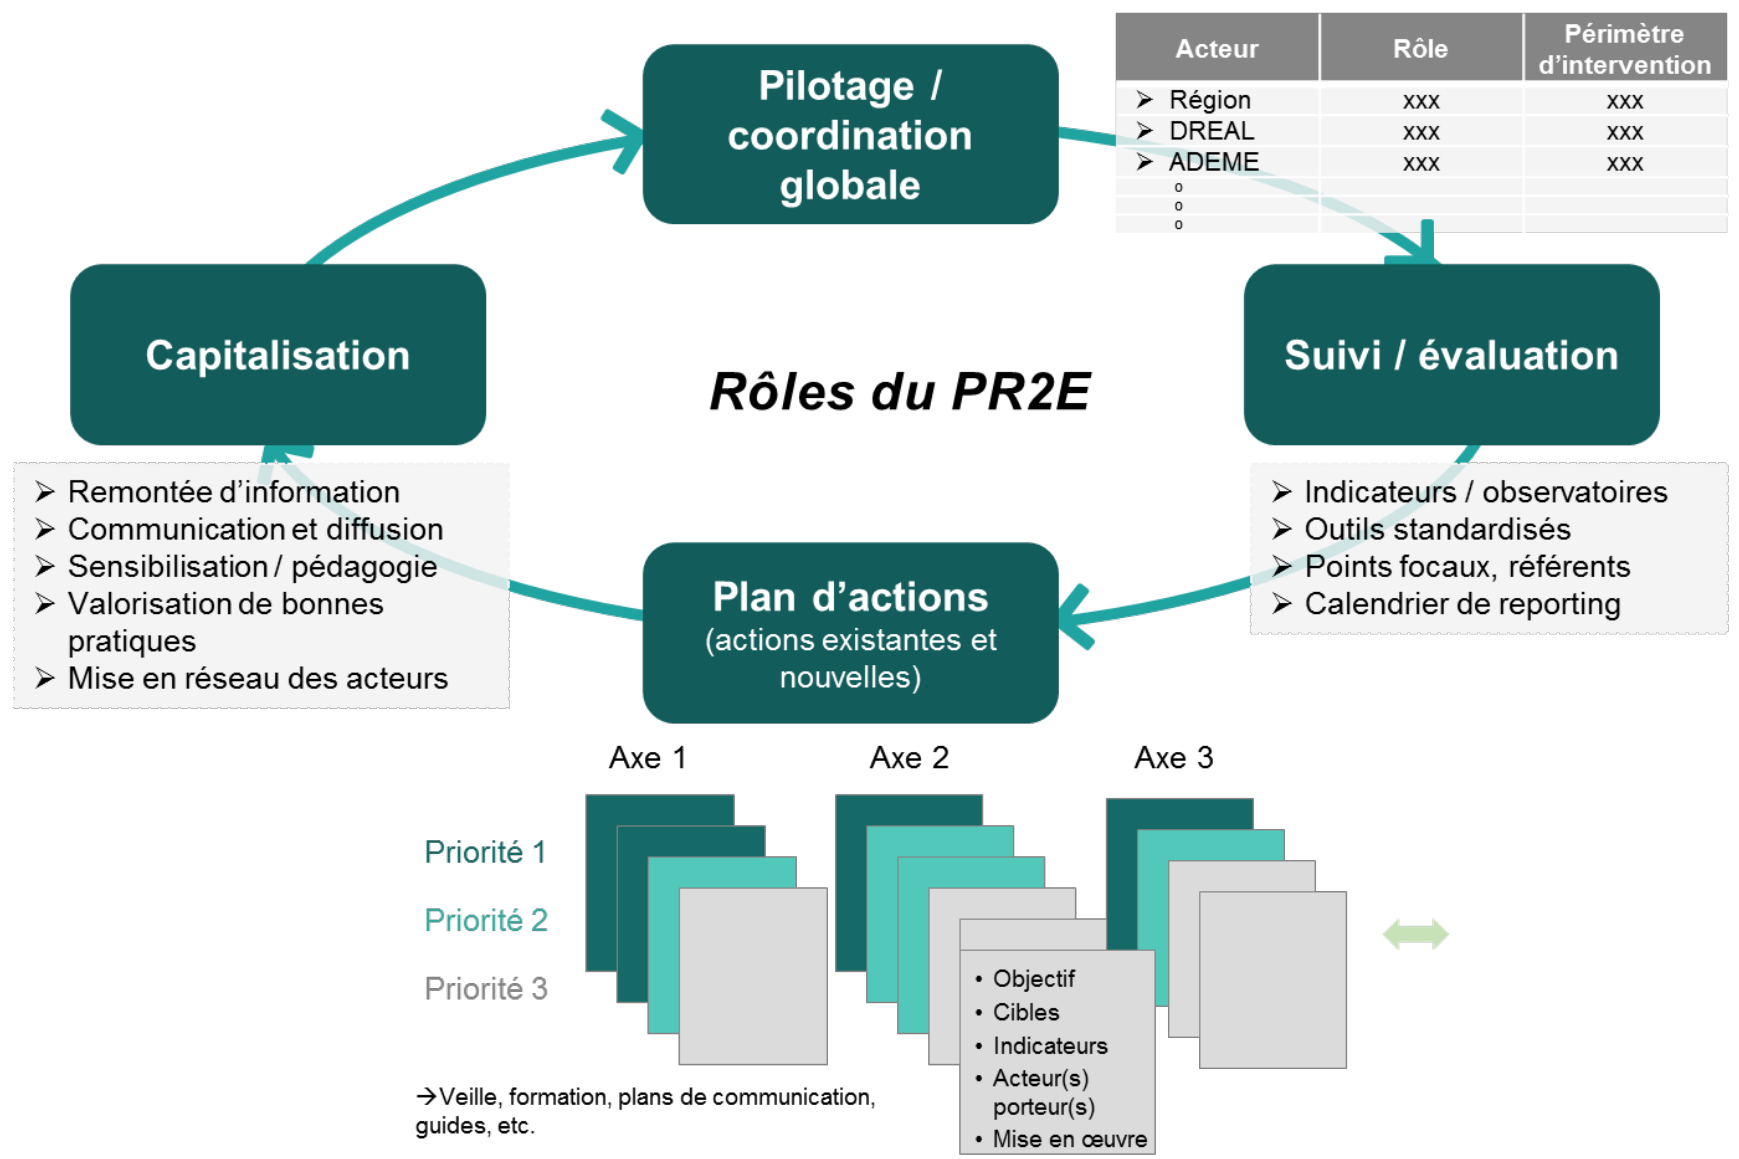 Pilotage /
coordination
globale
Acteur Rôle Périmètre
d’intervention
➢ Région xxx xxx
➢ DREAL xxx xxx
➢ ADEME xxx xxx
o
o
o
Capitalisation
Rôles du PR2E
Suivi / évaluation
➢ Remontée d’information
➢ Communication et diffusion
➢ Sensibilisation / pédagogie
➢ Valorisation de bonnes
pratiques
➢ Mise en réseau des acteurs
➢ Indicateurs / observatoires
➢ Outils standardisés
➢ Points focaux, référents
➢ Calendrier de reporting
Plan d’actions
(actions existantes et
nouvelles)
Axe 1 Axe 2 Axe 3
Priorité 1
Priorité 2
Priorité 3
• Objectif
• Cibles
• Indicateurs
• Acteur(s)
porteur(s)
• Mise en œuvre
→Veille, formation, plans de communication,
guides, etc.